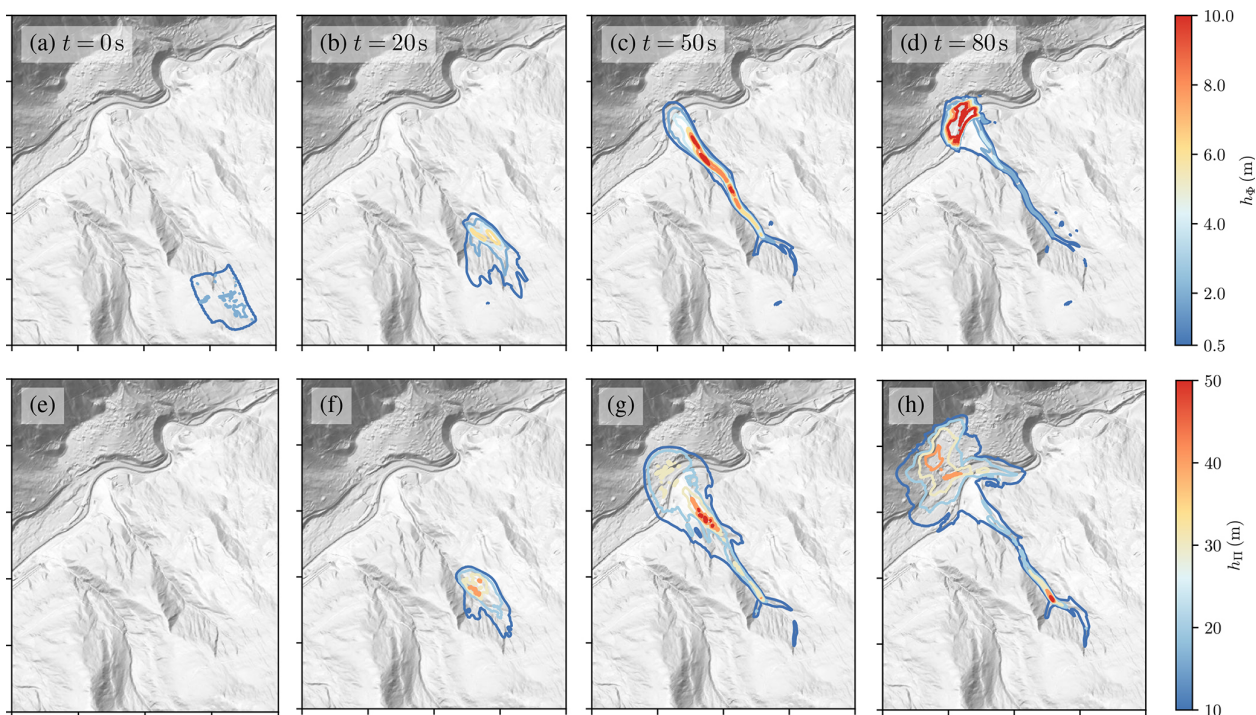 (a) t = 0 s
(b) t = 20 s
(c) t = 50 s
(d) t = 80 s
10.0
8.0
6.0
4.0
2.0
0.5
h_Φ (m)
(e)
(f)
(g)
(h)
50
40
30
20
10
h_Π (m)